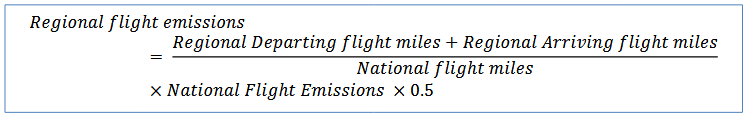 Regional flight emissions
= Regional Departing flight miles + Regional Arriving flight miles
National flight miles
× National Flight Emissions × 0.5